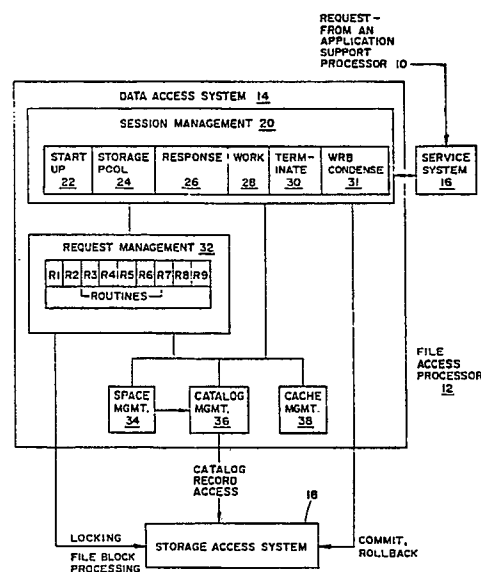 REQUEST-
FROM AN
APPLICATION
SUPPORT
PROCESSOR 10
DATA ACCESS SYSTEM 14
SESSION MANAGEMENT 20
START UP 22
STORAGE POOL 24
RESPONSE 26
WORK 28
TERM-INATE 30
WRB CONDENSE 31
SERVICE
SYSTEM
16
REQUEST MANAGEMENT 32
R1 R2 R3 R4 R5 R6 R7 R8 R9
ROUTINES
FILE
ACCESS
PROCESSOR
12
SPACE MGMT. 34
CATALOG MGMT. 36
CACHE MGMT. 38
CATALOG
RECORD
ACCESS
18
LOCKING
FILE BLOCK
PROCESSING
STORAGE ACCESS SYSTEM
COMMIT,
ROLLBACK